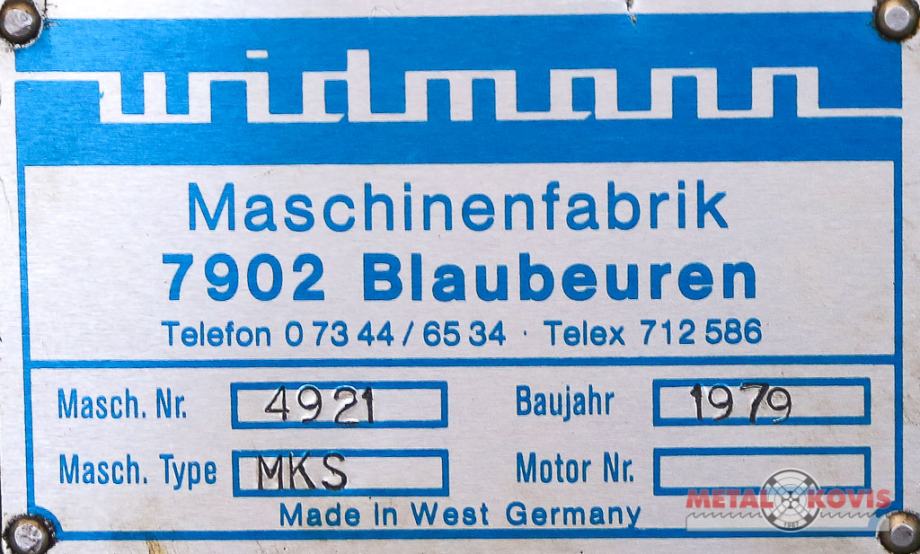 widmann
Maschinenfabrik
7902 Blaubeuren
Telefon 0 73 44 / 65 34 · Telex 712 586
Masch. Nr. 4921 Baujahr 1979
Masch. Type MKS Motor Nr.
Made in West Germany
METAL KOVIS
1987